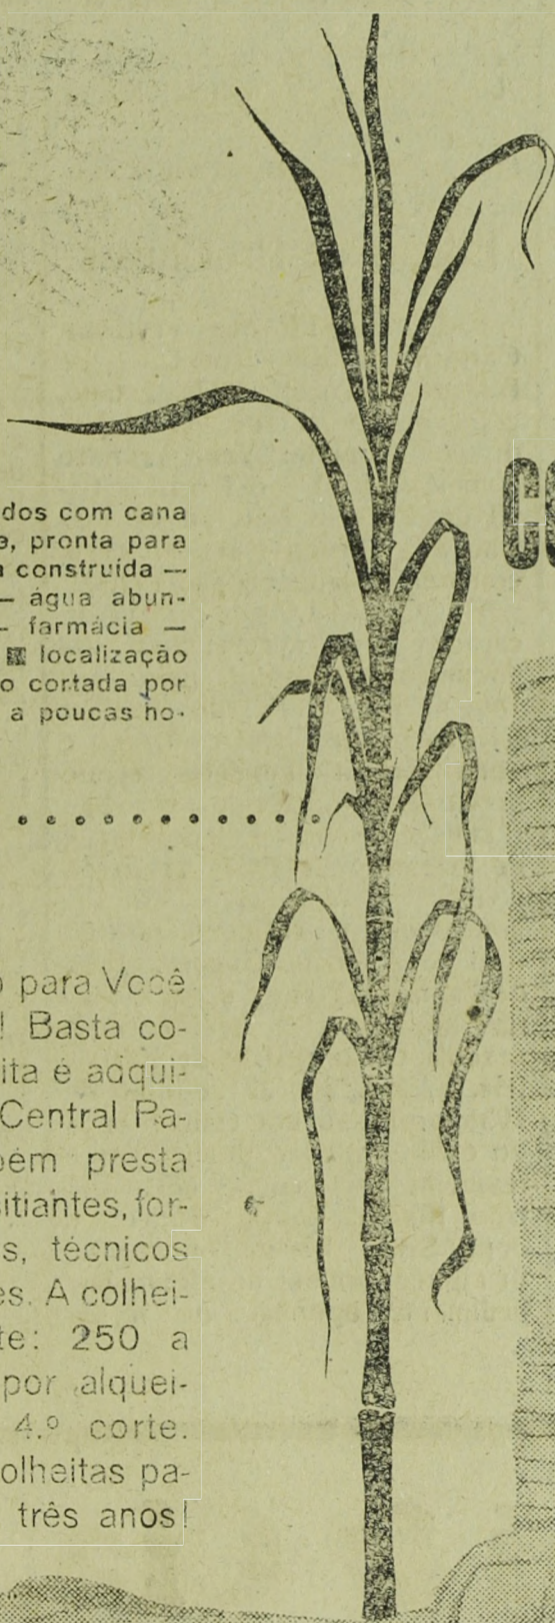 dos com cana
e, pronta para
construída —
— água abun-
- farmácia —
localização
o cortada por
a poucas ho-
CO
o para Você
! Basta co-
ita é adqui-
Central Pa-
bém presta
sitiantes, for-
s, técnicos
es. A colhei-
te: 250 a
por alquei-
4.º corte.
olheitas pa-
três anos!